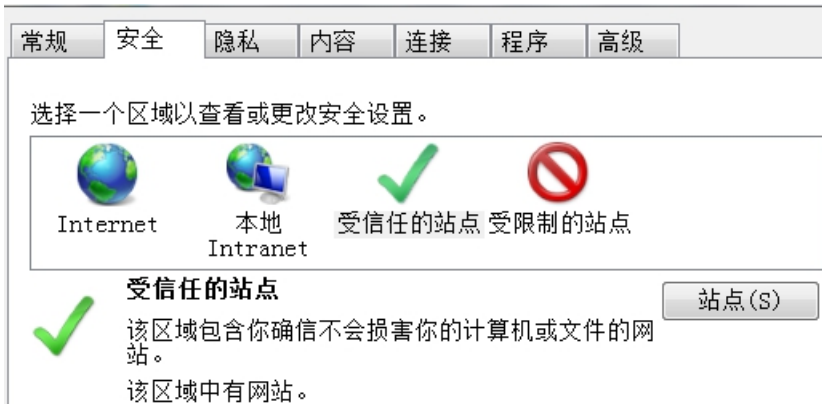 常规 安全 隐私 内容 连接 程序 高级
选择一个区域以查看或更改安全设置。
Internet 本地 Intranet 受信任的站点 受限制的站点
受信任的站点
站点(S)
该区域包含你确信不会损害你的计算机或文件的网
站。
该区域中有网站。